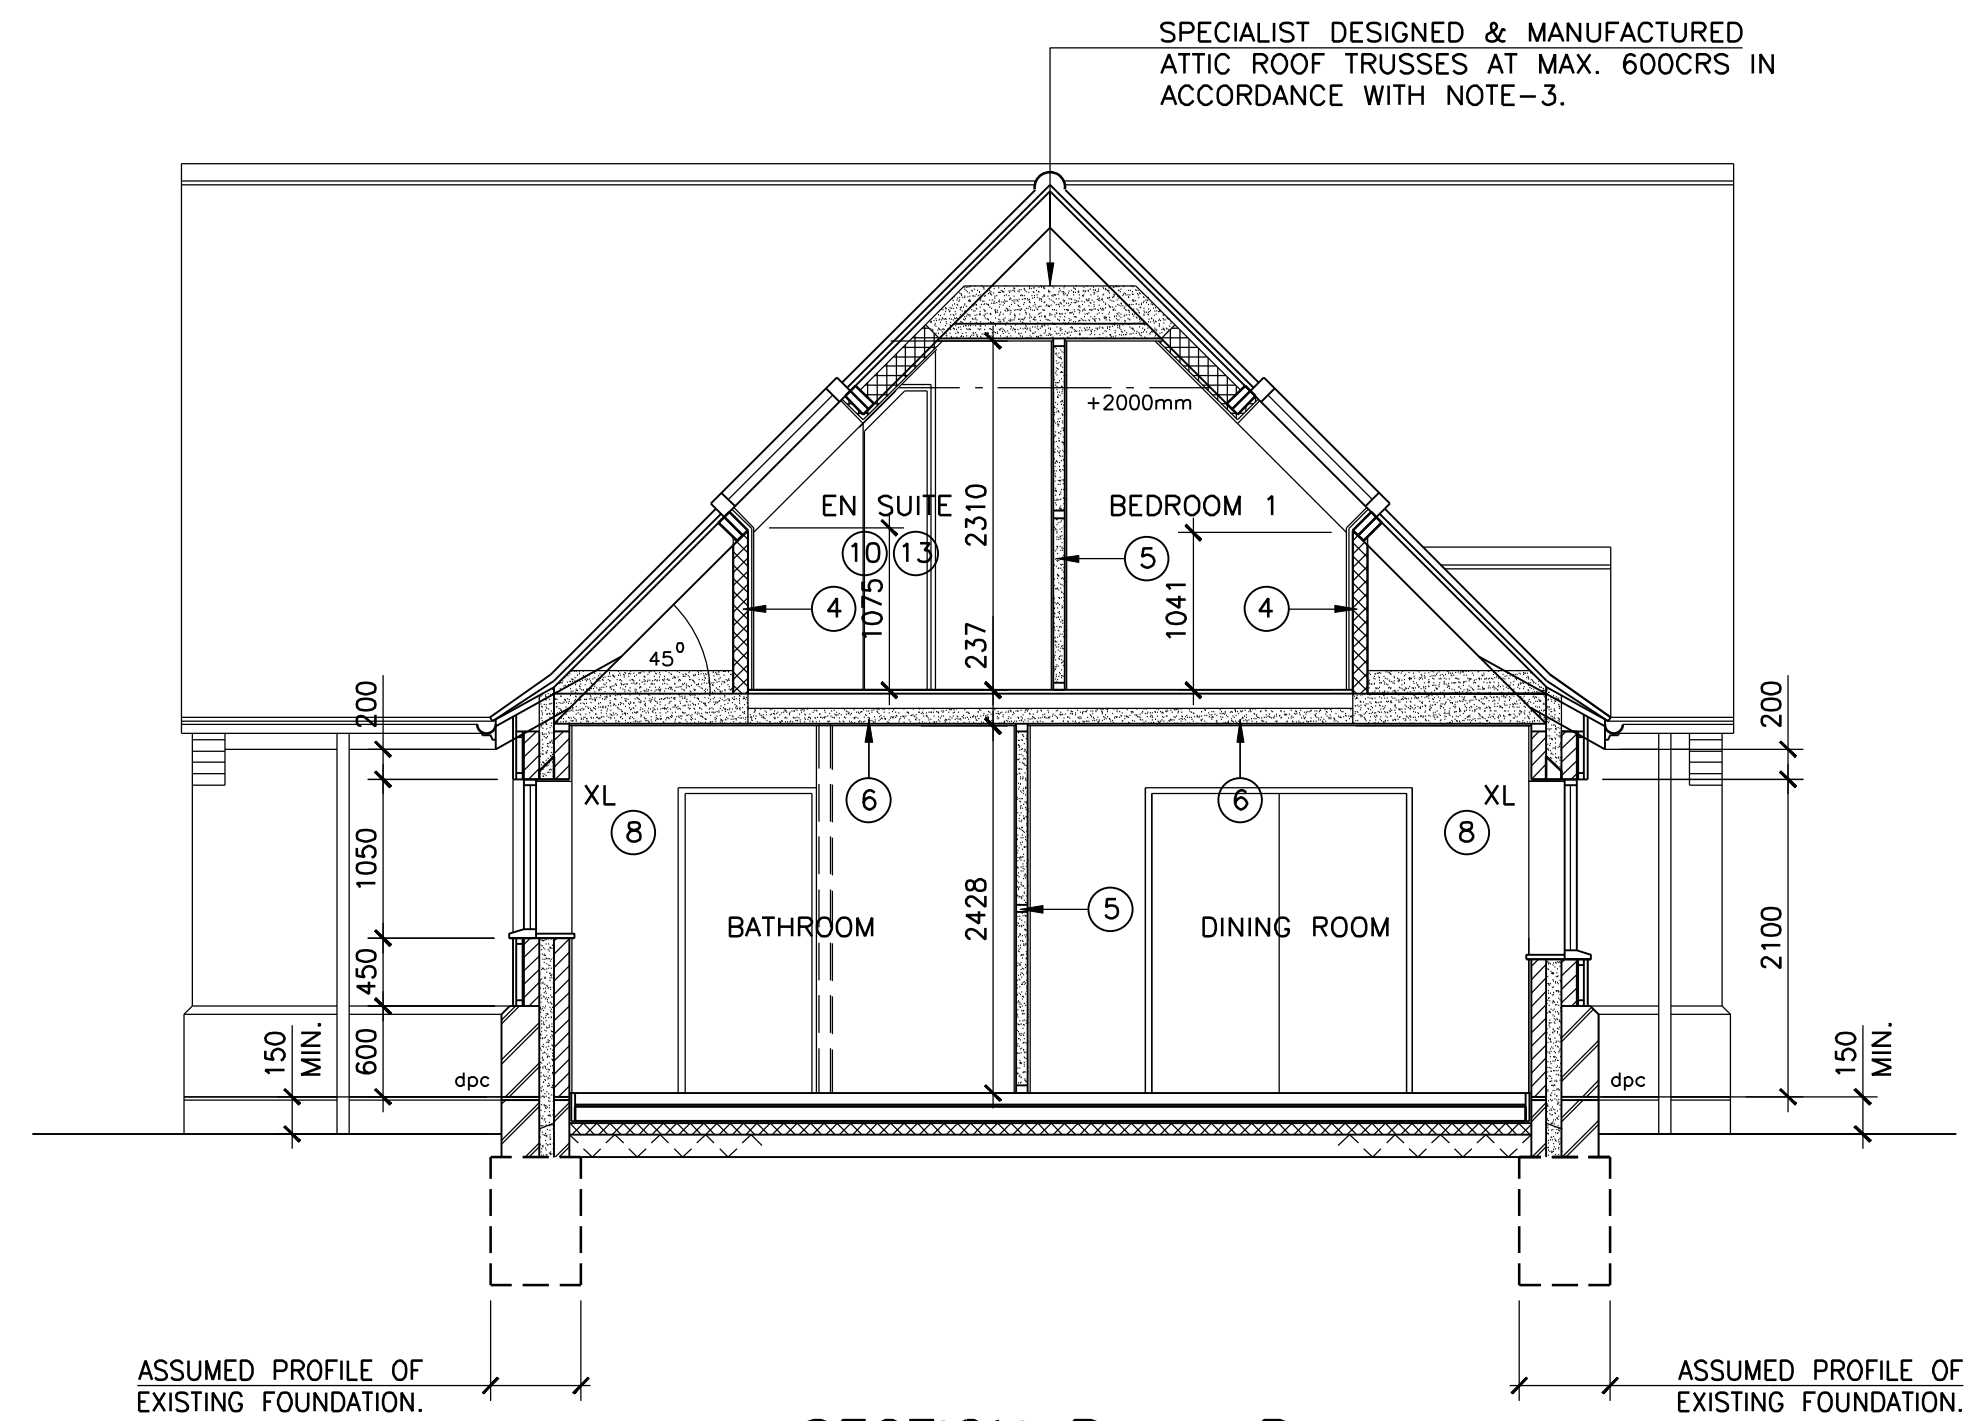 SPECIALIST DESIGNED & MANUFACTURED
ATTIC ROOF TRUSSES AT MAX. 600CRS IN
ACCORDANCE WITH NOTE-3.
+2000mm
EN SUITE
BEDROOM 1
2310
10
13
5
1075
4
1041
4
237
45°
200
200
6
6
XL
8
XL
8
1050
2428
5
BATHROOM
DINING ROOM
2100
450
600
150
MIN.
dpc
dpc
150
MIN.
ASSUMED PROFILE OF
EXISTING FOUNDATION.
ASSUMED PROFILE OF
EXISTING FOUNDATION.